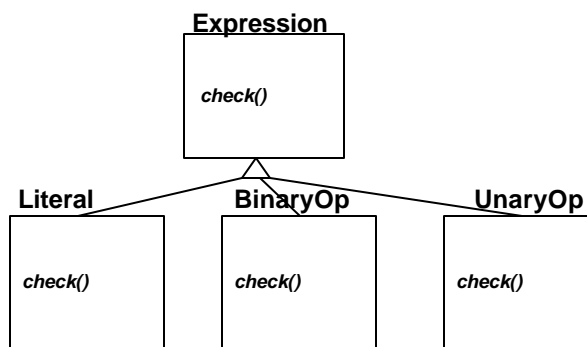 Expression
check()
Literal
BinaryOp
UnaryOp
check()
check()
check()